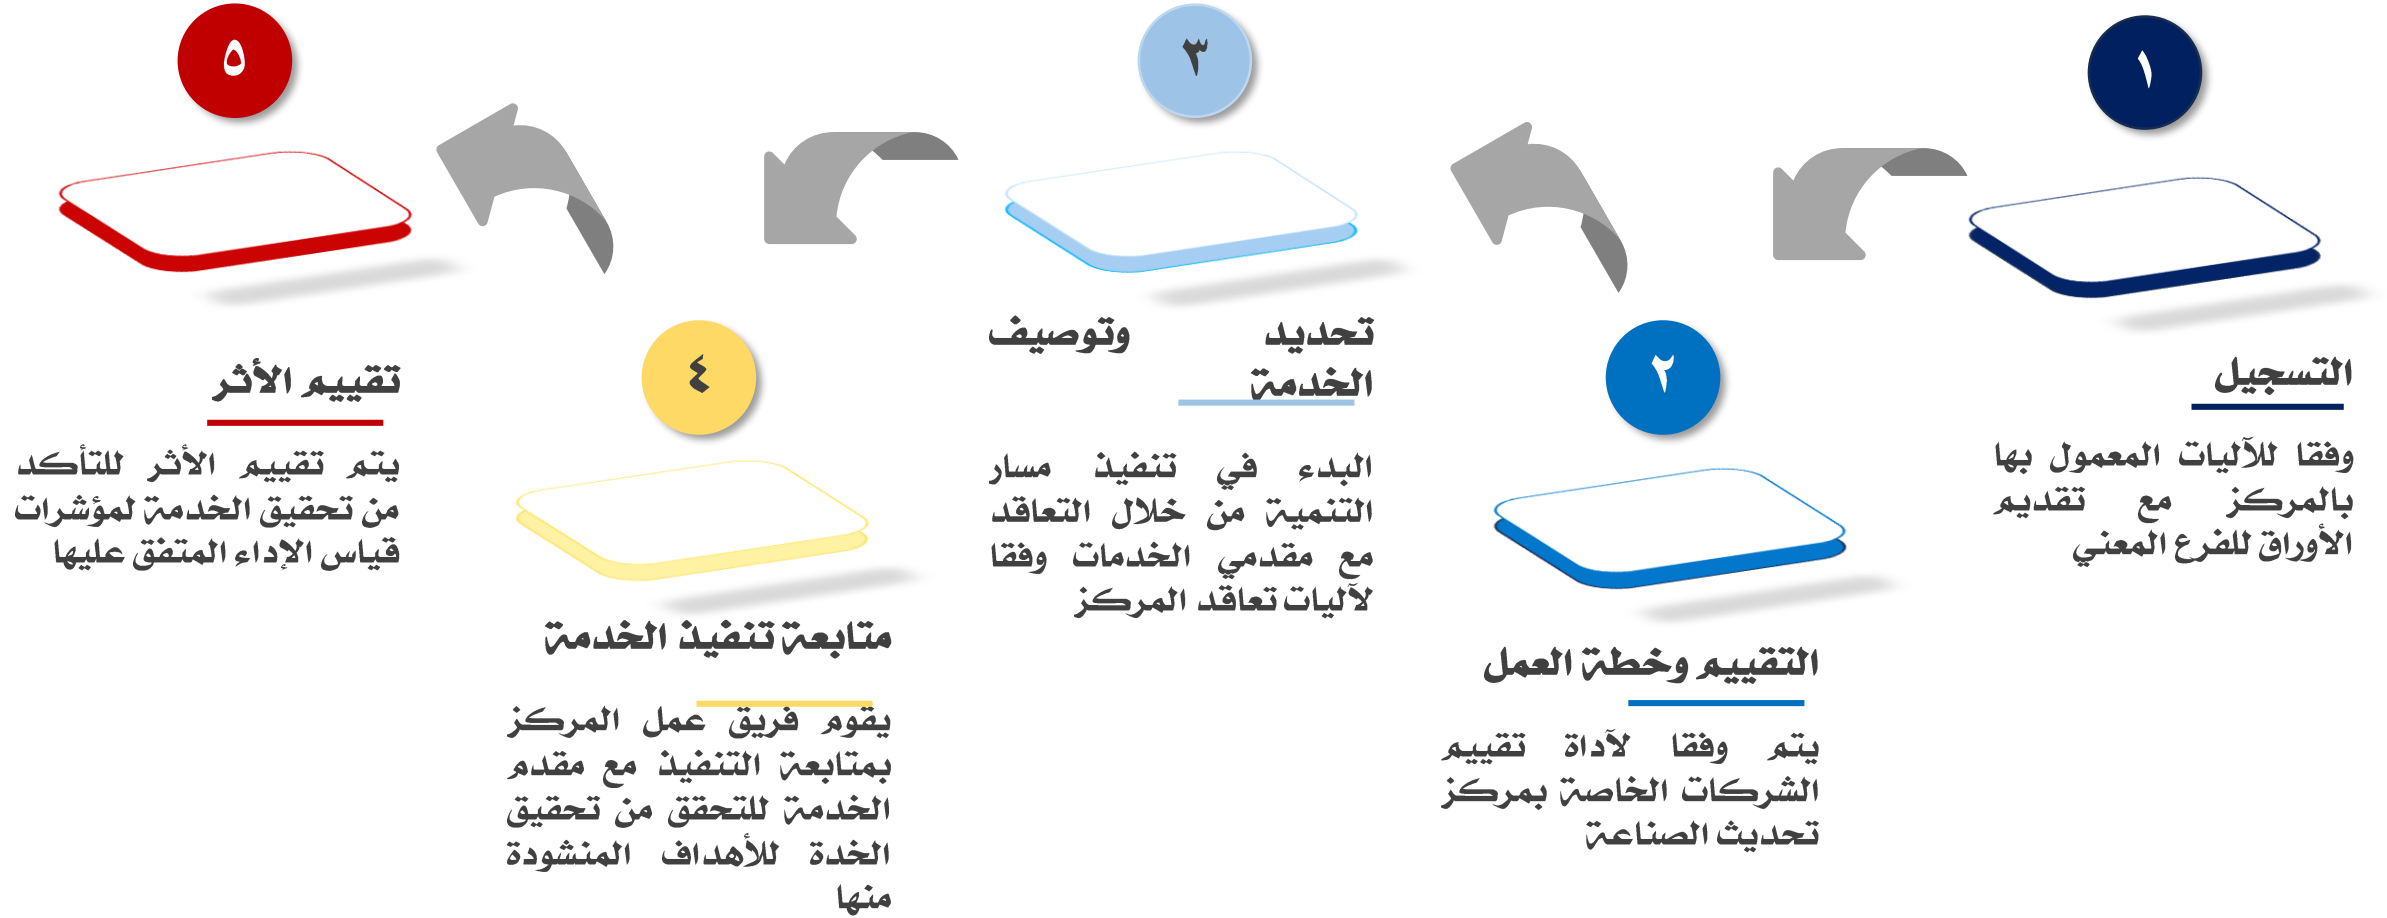 ١
التسجيل
وفقا للآليات المعمول بها
بالمركز مع تقديم
الأوراق للفرع المعني
٢
التقييم وخطة العمل
يتم وفقا لآداة تقييم
الشركات الخاصة بمركز
تحديث الصناعة
٣
تحديد وتوصيف
الخدمة
البدء في تنفيذ مسار
التنمية من خلال التعاقد
مع مقدمي الخدمات وفقا
لآليات تعاقد المركز
٤
متابعة تنفيذ الخدمة
يقوم فريق عمل المركز
بمتابعة التنفيذ مع مقدم
الخدمة للتحقق من تحقيق
الخدة للأهداف المنشودة
منها
٥
تقييم الأثر
يتم تقييم الأثر للتأكد
من تحقيق الخدمة لمؤشرات
قياس الإداء المتفق عليها